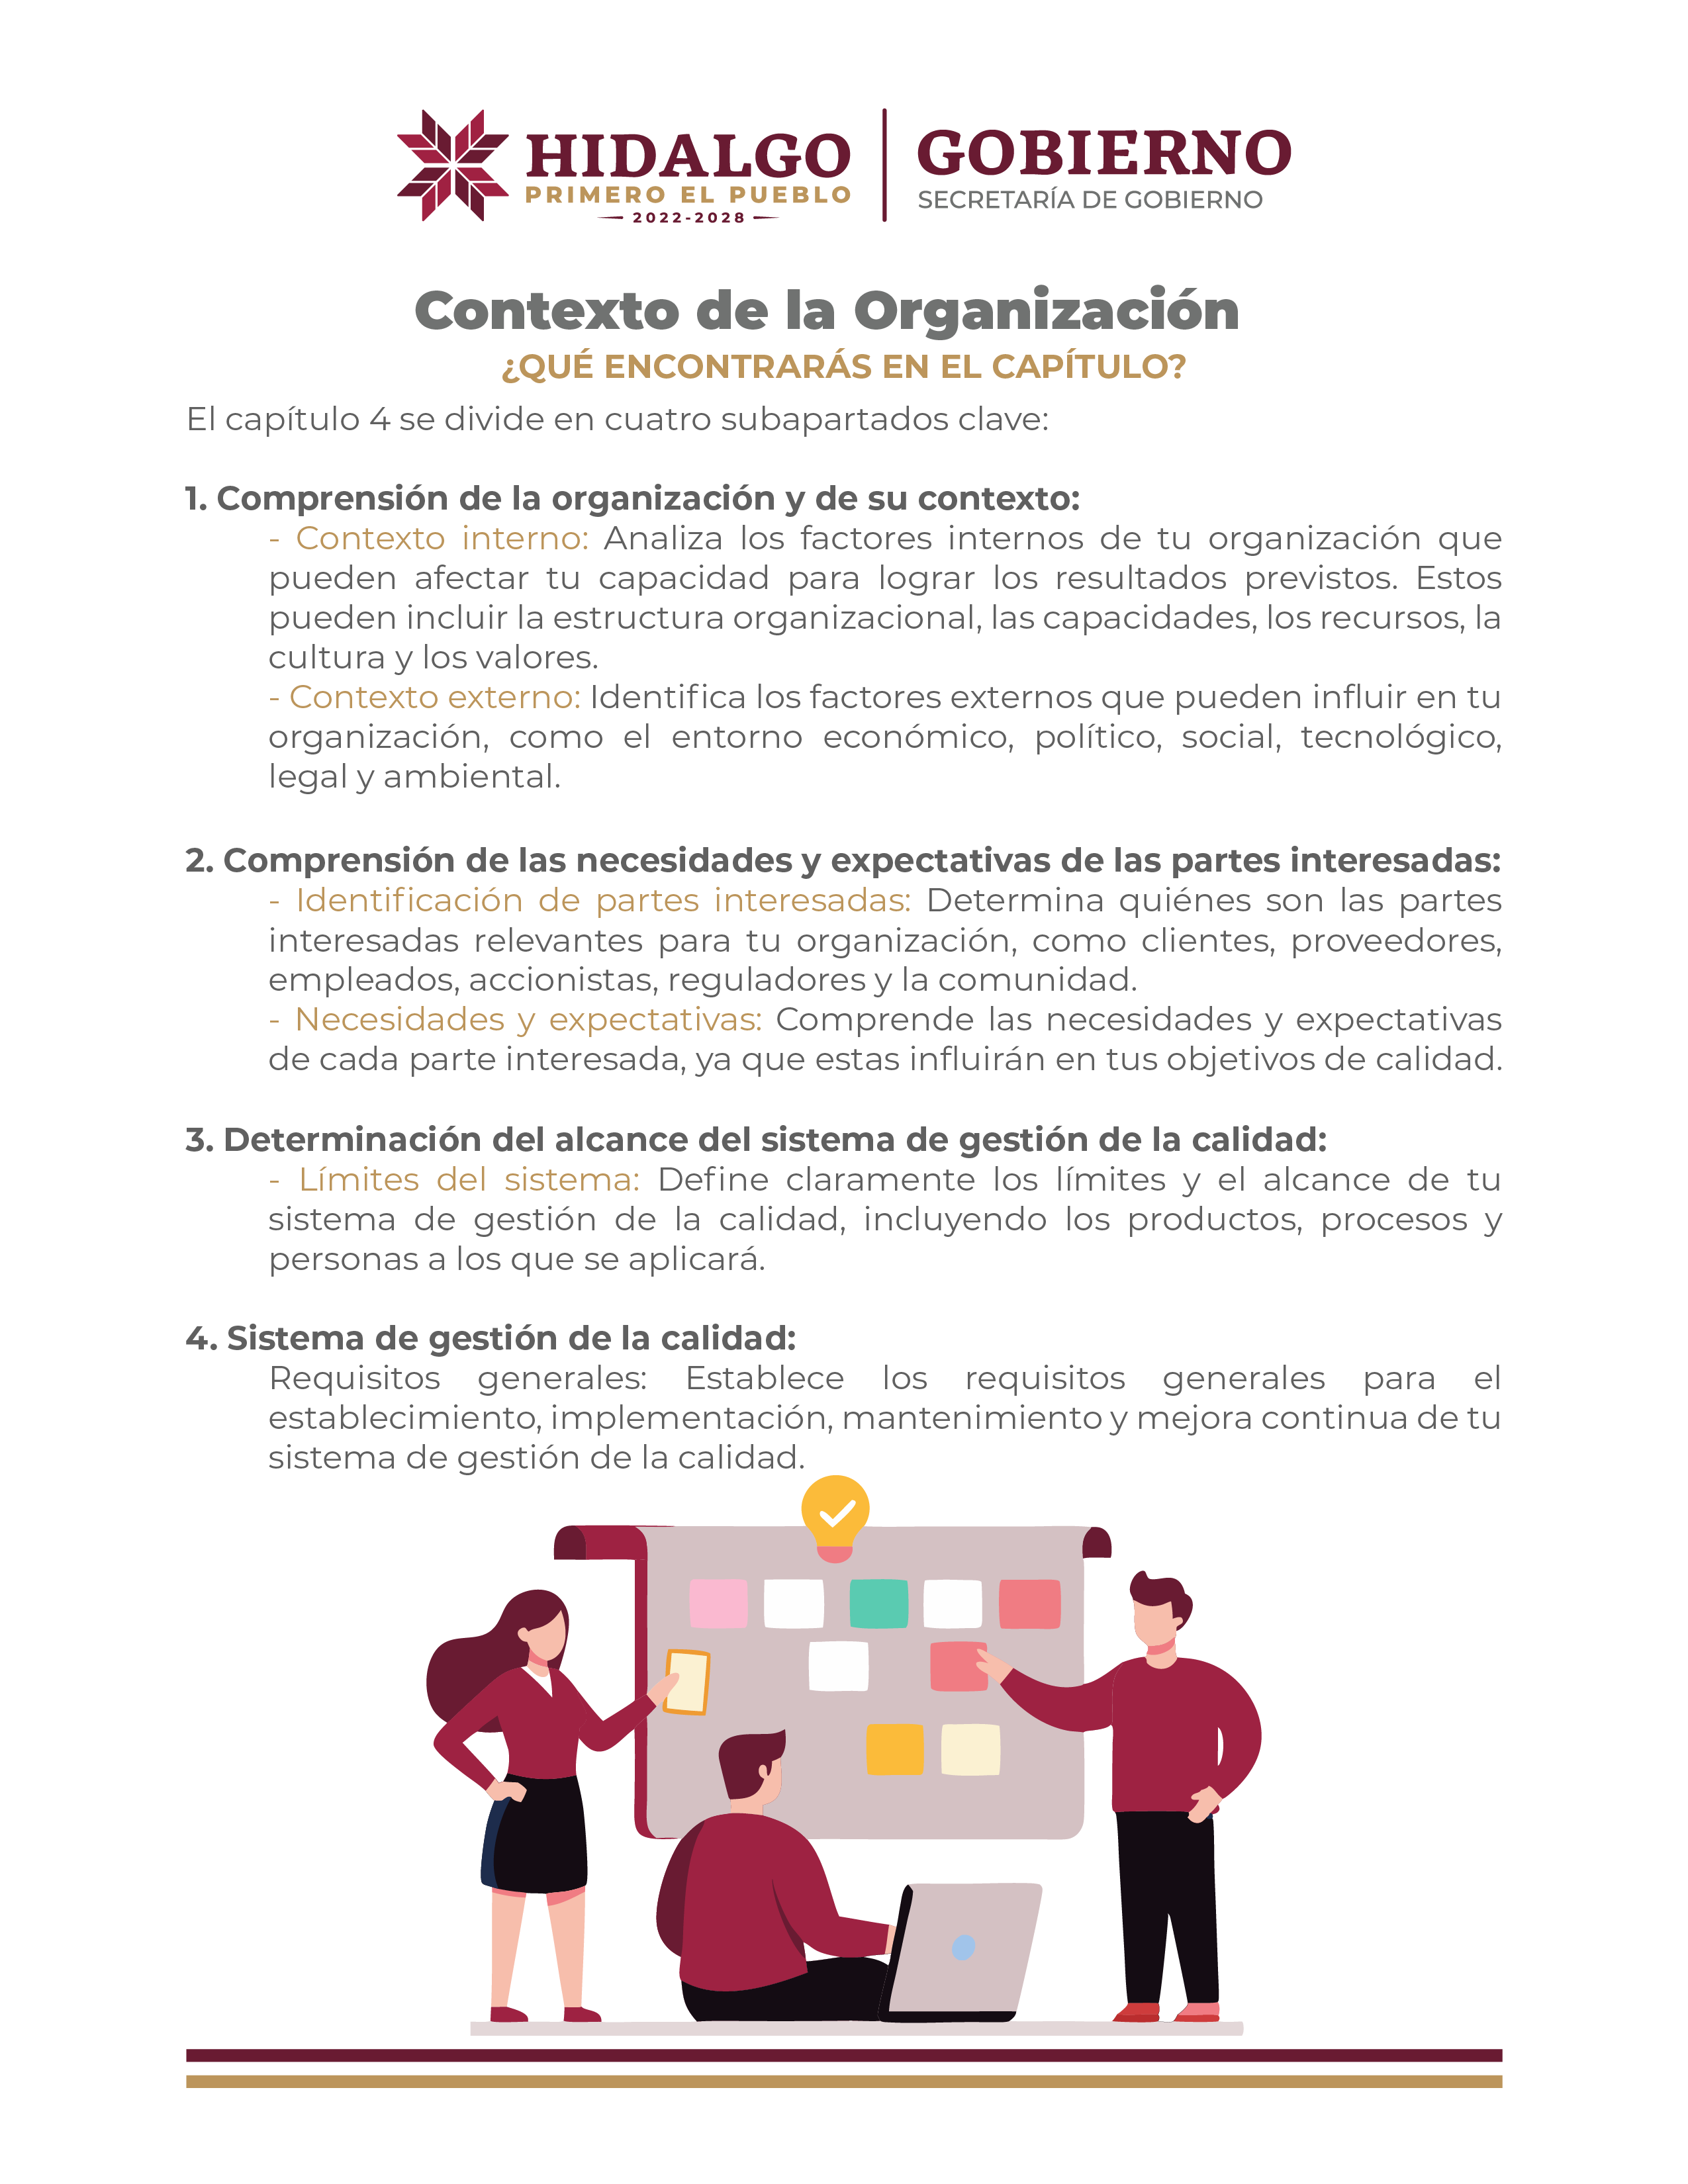 HIDALGO
PRIMERO EL PUEBLO
2022-2028
GOBIERNO
SECRETARÍA DE GOBIERNO
Contexto de la Organización
¿QUÉ ENCONTRARÁS EN EL CAPÍTULO?
El capítulo 4 se divide en cuatro subapartados clave:
1. Comprensión de la organización y de su contexto:
- Contexto interno: Analiza los factores internos de tu organización que
pueden afectar tu capacidad para lograr los resultados previstos. Estos
pueden incluir la estructura organizacional, las capacidades, los recursos, la
cultura y los valores.
- Contexto externo: Identifica los factores externos que pueden influir en tu
organización, como el entorno económico, político, social, tecnológico,
legal y ambiental.
2. Comprensión de las necesidades y expectativas de las partes interesadas:
- Identificación de partes interesadas: Determina quiénes son las partes
interesadas relevantes para tu organización, como clientes, proveedores,
empleados, accionistas, reguladores y la comunidad.
- Necesidades y expectativas: Comprende las necesidades y expectativas
de cada parte interesada, ya que estas influirán en tus objetivos de calidad.
3. Determinación del alcance del sistema de gestión de la calidad:
- Límites del sistema: Define claramente los límites y el alcance de tu
sistema de gestión de la calidad, incluyendo los productos, procesos y
personas a los que se aplicará.
4. Sistema de gestión de la calidad:
Requisitos generales: Establece los requisitos generales para el
establecimiento, implementación, mantenimiento y mejora continua de tu
sistema de gestión de la calidad.